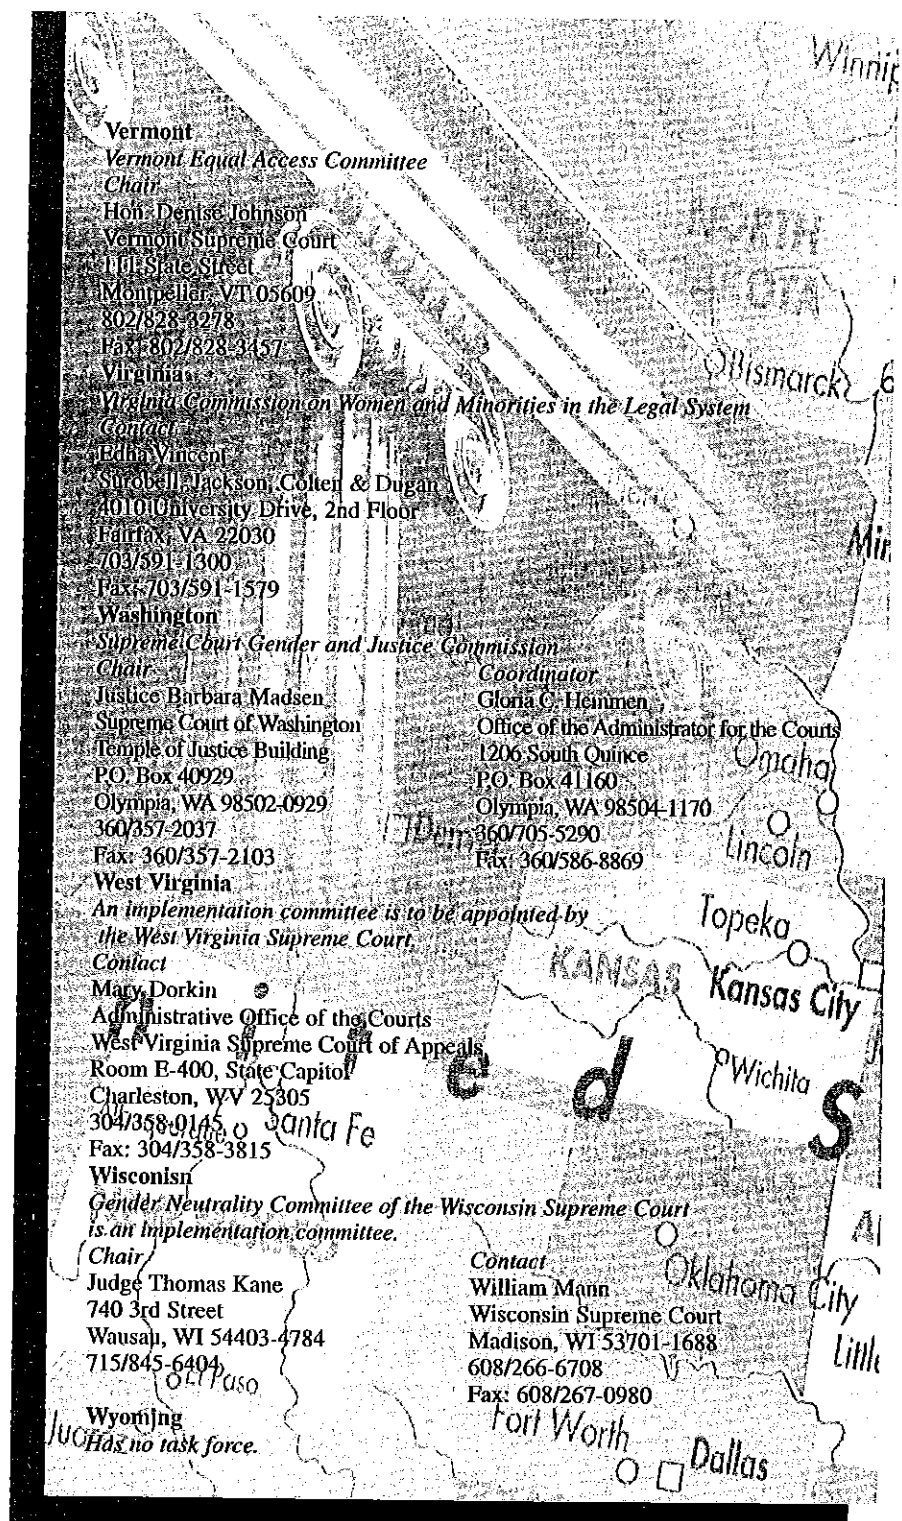 Vermont
Vermont Equal Access Committee
Chair
Hon. Denise Johnson
Vermont Supreme Court
111 State Street
Montpelier, VT 05609
802/828-3278
Fax: 802/828-3457
Virginia
Virginia Commission on Women and Minorities in the Legal System
Contact
Edna Vincent
Surobell, Jackson, Colten & Dugan
4010 University Drive, 2nd Floor
Fairfax, VA 22030
703/591-1300
Fax: 703/591-1579
Washington
Supreme Court Gender and Justice Commission
Chair
Justice Barbara Madsen
Supreme Court of Washington
Temple of Justice Building
P.O. Box 40929
Olympia, WA 98502-0929
360/357-2037
Fax: 360/357-2103
Coordinator
Gloria C. Hemmen
Office of the Administrator for the Courts
1206 South Quince
P.O. Box 41160
Olympia, WA 98504-1170
360/705-5290
Fax: 360/586-8869
West Virginia
An implementation committee is to be appointed by
the West Virginia Supreme Court.
Contact
Mary Dorkin
Administrative Office of the Courts
West Virginia Supreme Court of Appeals
Room E-400, State Capitol
Charleston, WV 25305
304/358-0145
Fax: 304/358-3815
Wisconisn
Gender Neutrality Committee of the Wisconsin Supreme Court
is an implementation committee.
Chair
Judge Thomas Kane
740 3rd Street
Wausau, WI 54403-4784
715/845-6404
Contact
William Mann
Wisconsin Supreme Court
Madison, WI 53701-1688
608/266-6708
Fax: 608/267-0980
Wyoming
Has no task force.
Winnip
Bismarck
6
Min
Omaha
Lincoln
Topeka
KANSAS
Kansas City
Wichita
e d S
Santa Fe
Oklahoma City
Little
El Paso
Fort Worth
Dallas